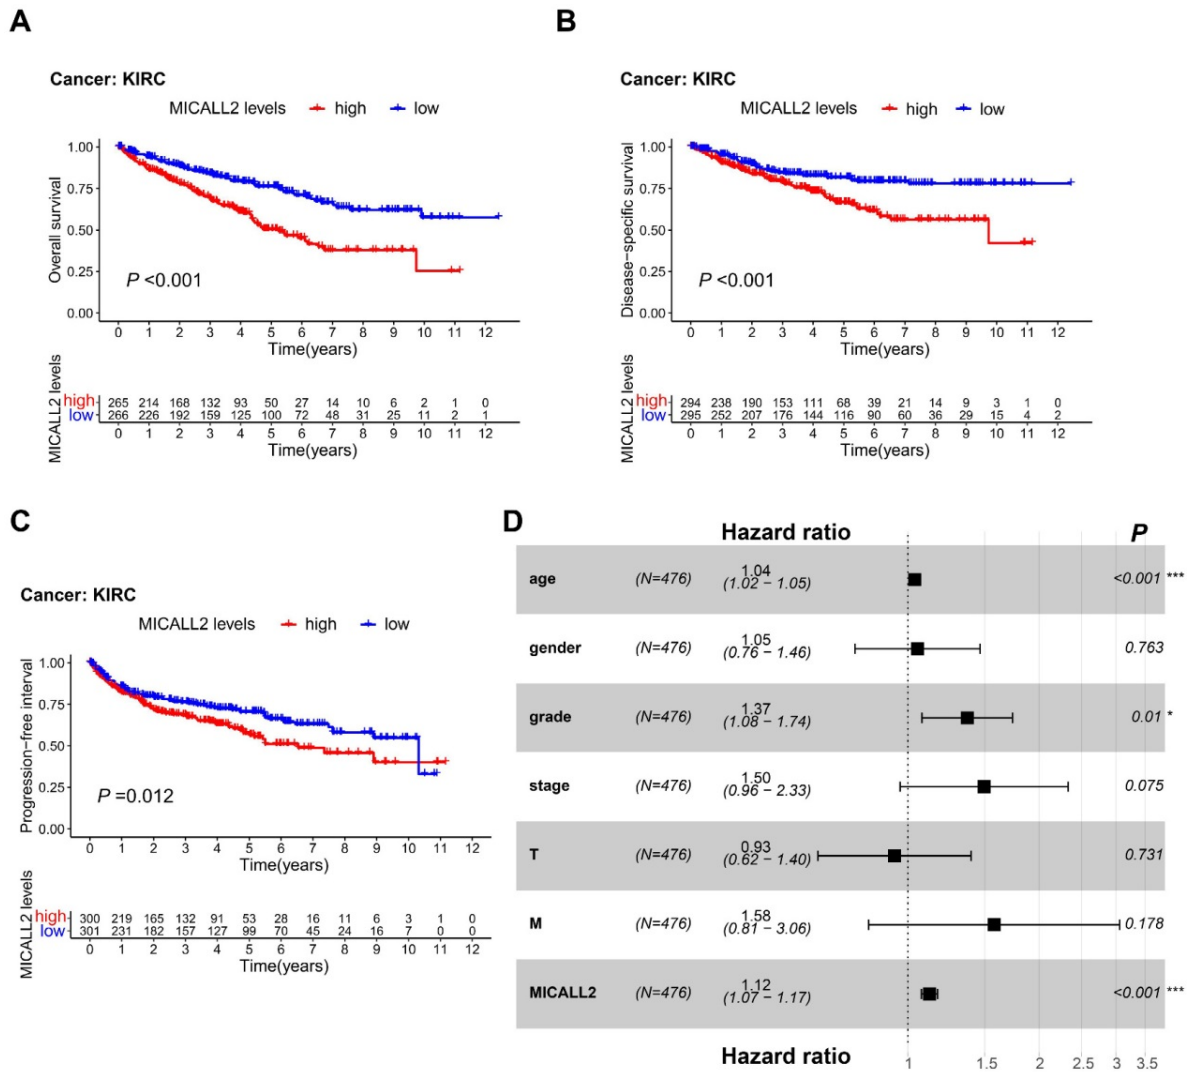 A
Cancer: KIRC
MICALL2 levels high low
Overall survival
1.00
0.75
0.50
0.25
0.00
P <0.001
0 1 2 3 4 5 6 7 8 9 10 11 12
Time(years)
MICALL2 levels
high 265 214 168 132 93 50 27 14 10 6 2 1 0
low 266 226 192 159 125 100 72 48 31 25 11 2 1
0 1 2 3 4 5 6 7 8 9 10 11 12
Time(years)
B
Cancer: KIRC
MICALL2 levels high low
Disease−specific survival
1.00
0.75
0.50
0.25
0.00
P <0.001
0 1 2 3 4 5 6 7 8 9 10 11 12
Time(years)
MICALL2 levels
high 294 238 190 153 111 68 39 21 14 9 3 1 0
low 295 252 207 176 144 116 90 60 36 29 15 4 2
0 1 2 3 4 5 6 7 8 9 10 11 12
Time(years)
C
Cancer: KIRC
MICALL2 levels high low
Progression−free interval
1.00
0.75
0.50
0.25
0.00
P =0.012
0 1 2 3 4 5 6 7 8 9 10 11 12
Time(years)
MICALL2 levels
high 300 219 165 132 91 53 28 16 11 6 3 1 0
low 301 231 182 157 127 99 70 45 24 16 7 0 0
0 1 2 3 4 5 6 7 8 9 10 11 12
Time(years)
D
Hazard ratio P
age (N=476) 1.04 <0.001 ***
(1.02 − 1.05)
gender (N=476) 1.05 0.763
(0.76 − 1.46)
grade (N=476) 1.37 0.01 *
(1.08 − 1.74)
stage (N=476) 1.50 0.075
(0.96 − 2.33)
T (N=476) 0.93 0.731
(0.62 − 1.40)
M (N=476) 1.58 0.178
(0.81 − 3.06)
MICALL2 (N=476) 1.12 <0.001 ***
(1.07 − 1.17)
Hazard ratio 1 1.5 2 2.5 3 3.5